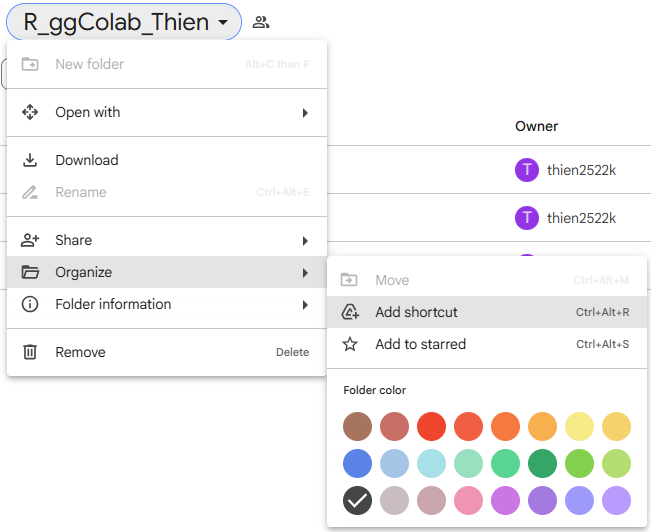 R_ggColab_Thien
New folder Alt+C then F
Open with
Owner
Download
T thien2522k
Rename Ctrl+Alt+E
T thien2522k
Share
Organize
Move Ctrl+Alt+M
Folder information
Add shortcut Ctrl+Alt+R
Remove Delete
Add to starred Ctrl+Alt+S
Folder color